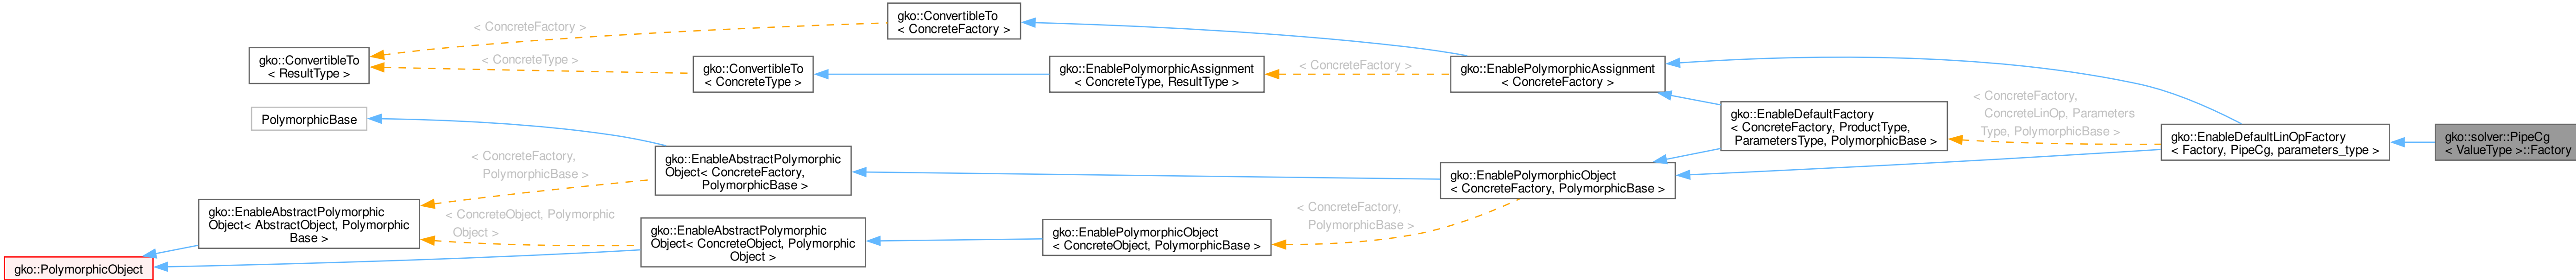 gko::ConvertibleTo
< ConcreteFactory >
< ConcreteFactory >
gko::ConvertibleTo
< ResultType >
< ConcreteType >
gko::ConvertibleTo
< ConcreteType >
gko::EnablePolymorphicAssignment
< ConcreteType, ResultType >
< ConcreteFactory >
gko::EnablePolymorphicAssignment
< ConcreteFactory >
PolymorphicBase
gko::EnableDefaultFactory
< ConcreteFactory, ProductType,
ParametersType, PolymorphicBase >
< ConcreteFactory,
ConcreteLinOp, Parameters
Type, PolymorphicBase >
gko::EnableDefaultLinOpFactory
< Factory, PipeCg, parameters_type >
gko::solver::PipeCg
< ValueType >::Factory
< ConcreteFactory,
PolymorphicBase >
gko::EnableAbstractPolymorphic
Object< ConcreteFactory,
PolymorphicBase >
gko::EnablePolymorphicObject
< ConcreteFactory, PolymorphicBase >
gko::EnableAbstractPolymorphic
Object< AbstractObject, Polymorphic
Base >
< ConcreteObject, Polymorphic
Object >
gko::EnableAbstractPolymorphic
Object< ConcreteObject, Polymorphic
Object >
gko::EnablePolymorphicObject
< ConcreteObject, PolymorphicBase >
< ConcreteFactory,
PolymorphicBase >
gko::PolymorphicObject